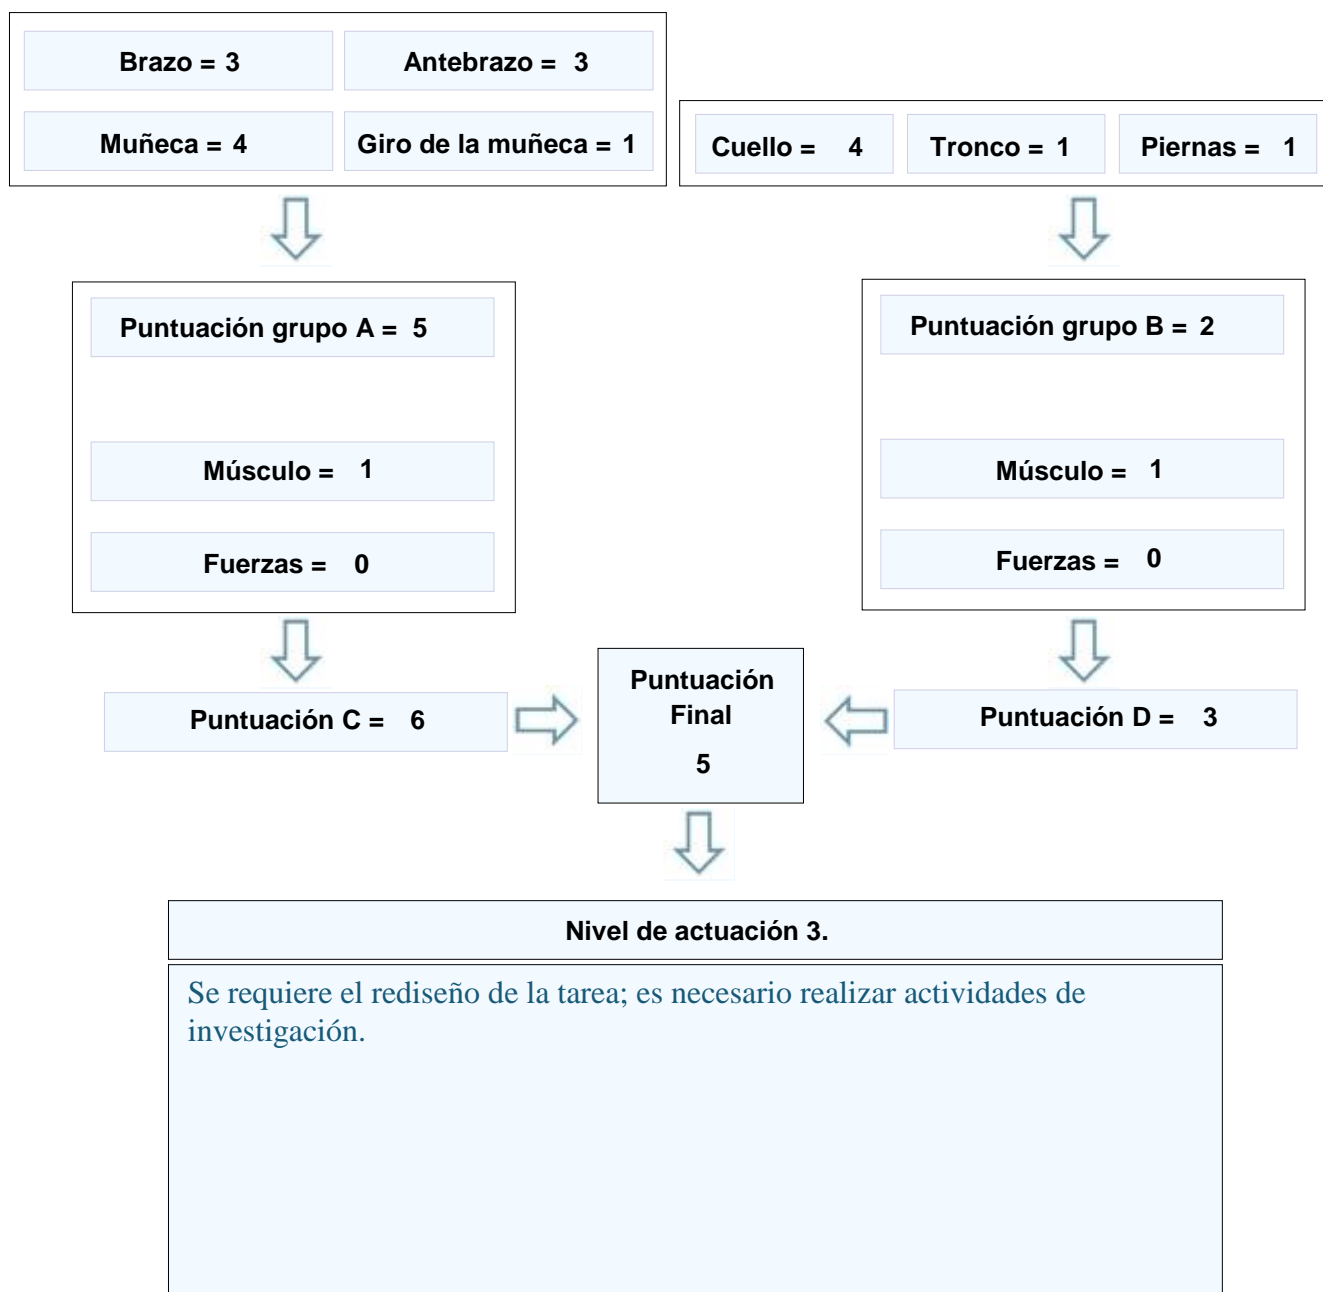 Brazo = 3
Antebrazo = 3
Muñeca = 4
Giro de la muñeca = 1
Cuello = 4
Tronco = 1
Piernas = 1
Puntuación grupo A = 5
Músculo = 1
Fuerzas = 0
Puntuación grupo B = 2
Músculo = 1
Fuerzas = 0
Puntuación C = 6
Puntuación
Final
5
Puntuación D = 3
Nivel de actuación 3.
Se requiere el rediseño de la tarea; es necesario realizar actividades de
investigación.